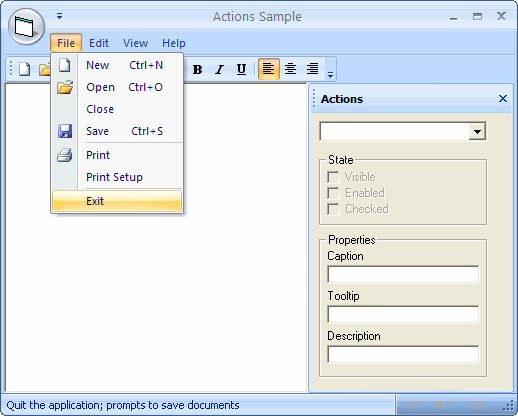 Actions Sample
File Edit View Help
New Ctrl+N
Open Ctrl+O
Close
Save Ctrl+S
Print
Print Setup
Exit
B I U
Actions
State
Visible
Enabled
Checked
Properties
Caption
Tooltip
Description
Quit the application; prompts to save documents